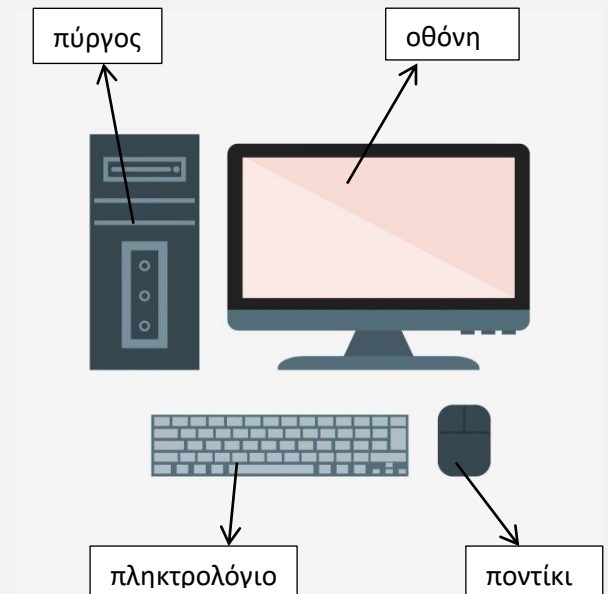 πύργος
οθόνη
πληκτρολόγιο
ποντίκι